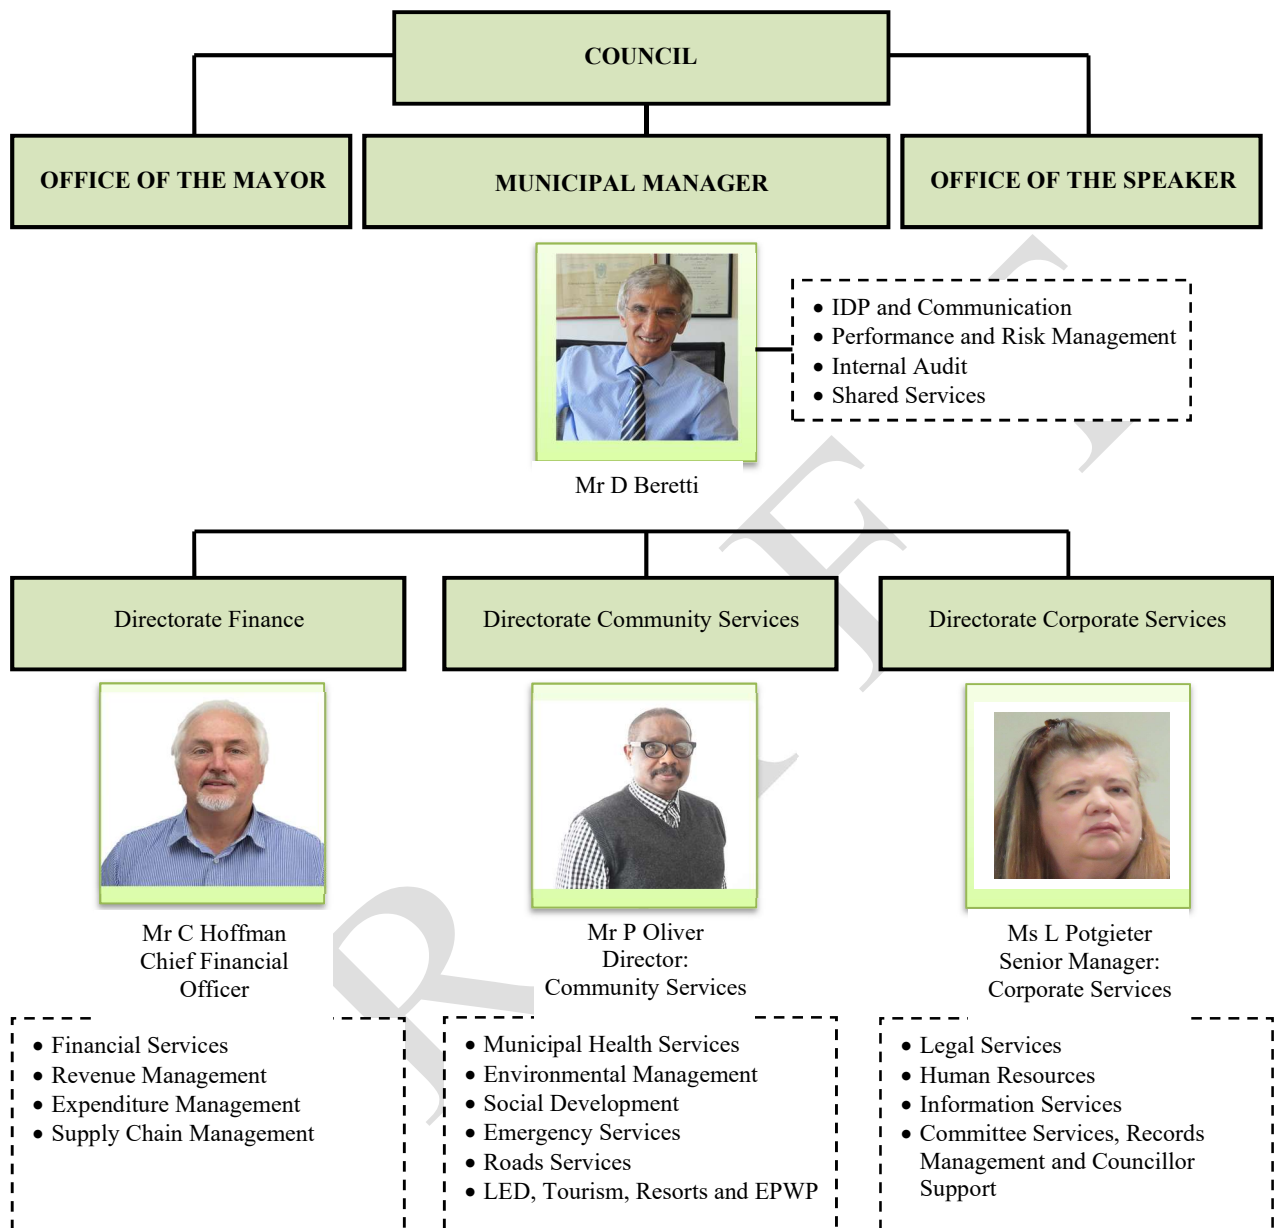 COUNCIL
OFFICE OF THE MAYOR
MUNICIPAL MANAGER
OFFICE OF THE SPEAKER
• IDP and Communication
• Performance and Risk Management
• Internal Audit
• Shared Services
Mr D Beretti
Directorate Finance
Directorate Community Services
Directorate Corporate Services
Mr C Hoffman
Chief Financial
Officer
Mr P Oliver
Director:
Community Services
Ms L Potgieter
Senior Manager:
Corporate Services
• Financial Services
• Revenue Management
• Expenditure Management
• Supply Chain Management
• Municipal Health Services
• Environmental Management
• Social Development
• Emergency Services
• Roads Services
• LED, Tourism, Resorts and EPWP
• Legal Services
• Human Resources
• Information Services
• Committee Services, Records
Management and Councillor
Support